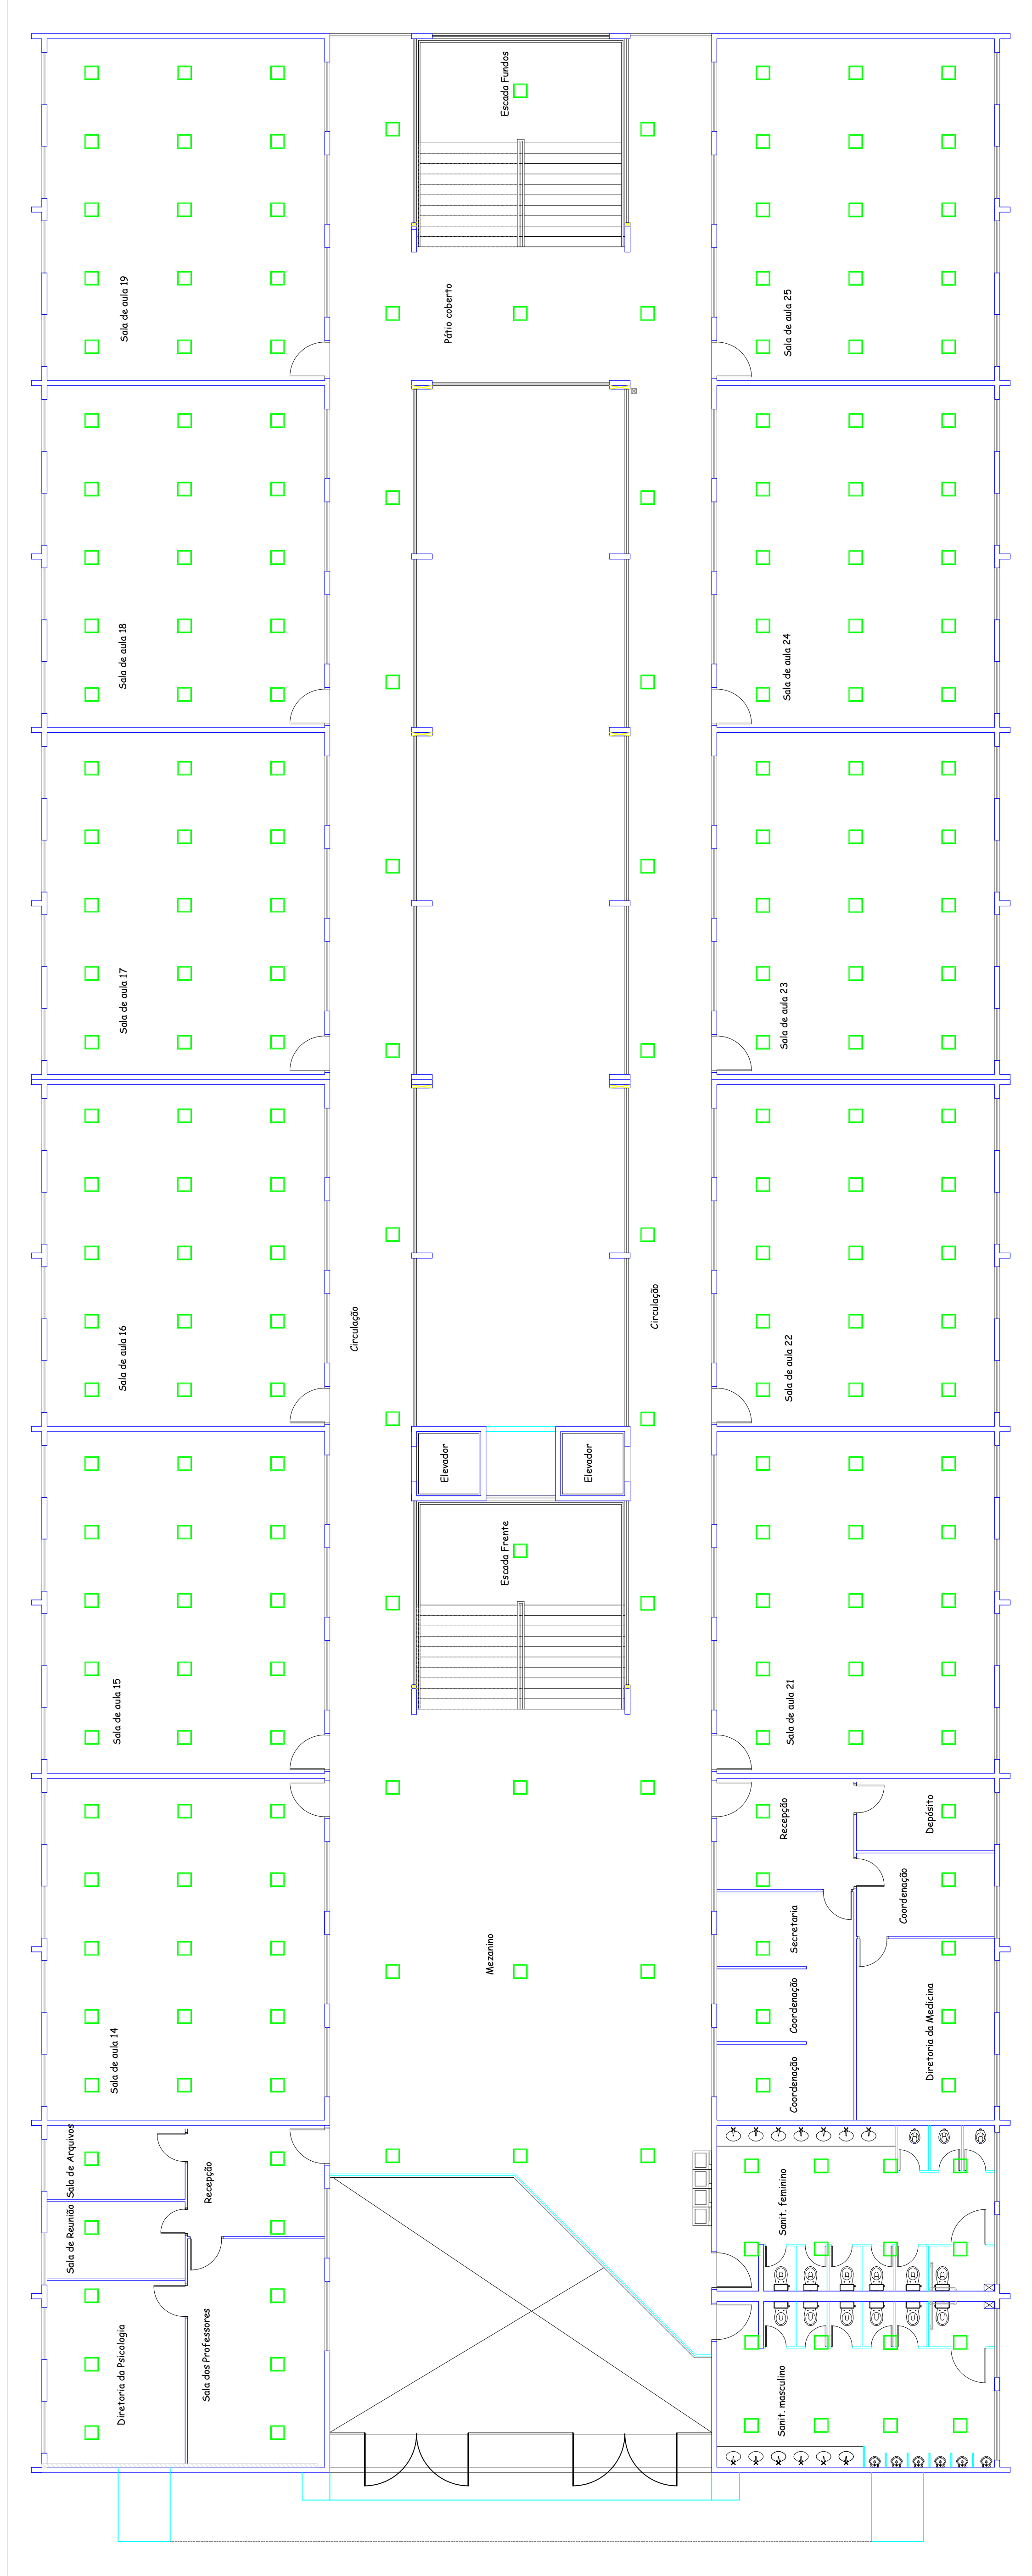 Escada Fundos
Sala de aula 19
Pátio coberto
Sala de aula 25
Sala de aula 18
Sala de aula 24
Sala de aula 17
Sala de aula 23
Sala de aula 16
Circulação
Circulação
Sala de aula 22
Elevador
Elevador
Escada Frente
Sala de aula 15
Sala de aula 21
Recepção
Depósito
Coordenação
Secretaria
Mezanino
Coordenação
Diretoria da Medicina
Sala de aula 14
Coordenação
Sala de Arquivos
Recepção
Sanit. feminino
Sala de Reunião
Diretoria da Psicologia
Sala dos Professores
Sanit. masculino